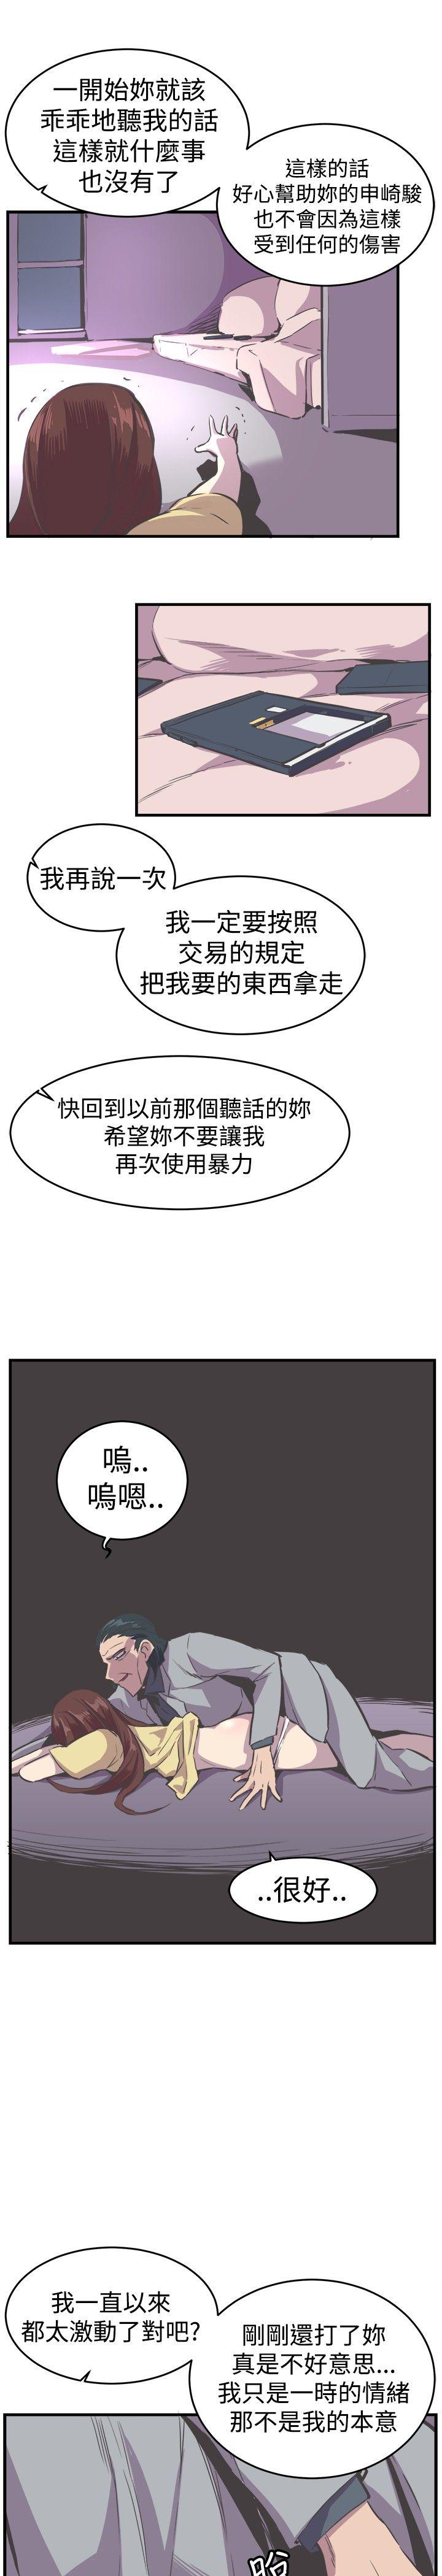 一開始妳就該
乖乖地聽我的話
這樣就什麼事
也沒有了
這樣的話
好心幫助妳的申崎駿
也不會因為這樣
受到任何的傷害
我再說一次
我一定要按照
交易的規定
把我要的東西拿走
快回到以前那個聽話的妳
希望妳不要讓我
再次使用暴力
嗚..
嗚嗯..
..很好..
我一直以來
都太激動了對吧?
剛剛還打了妳
真是不好意思...
我只是一時的情緒
那不是我的本意